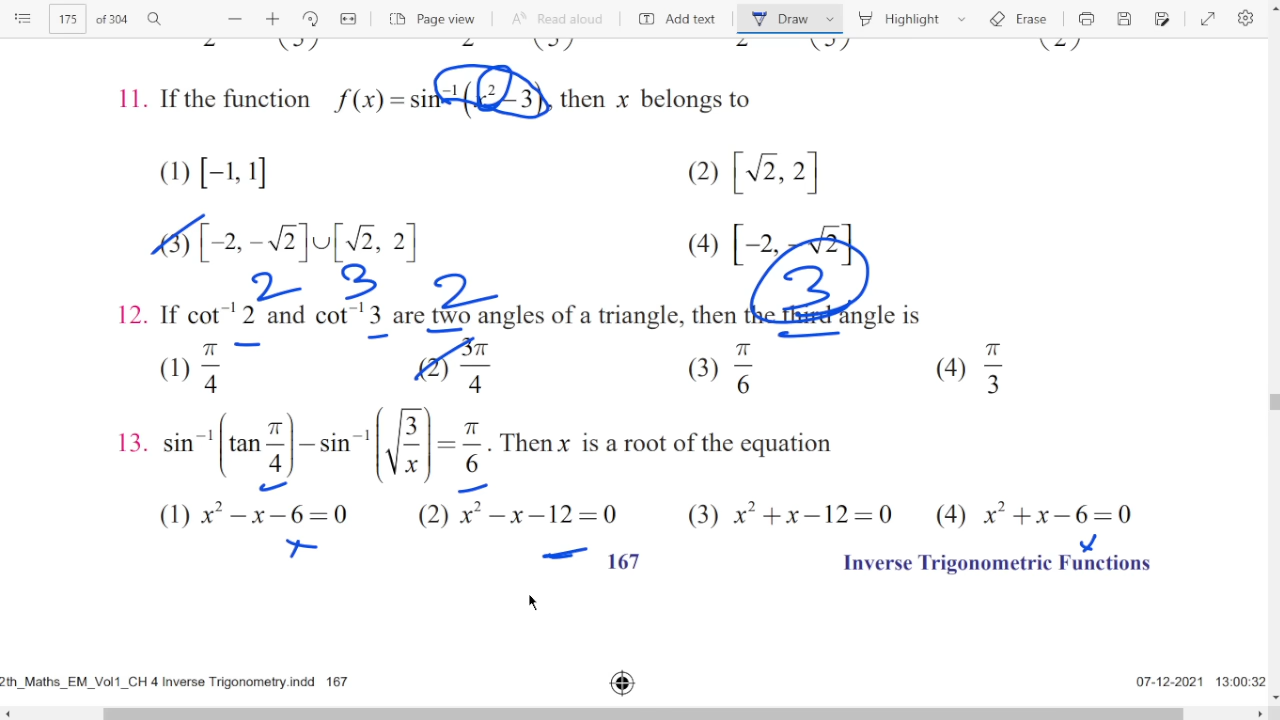 175 of 304 Page view Read aloud Add text Draw Highlight Erase
11. If the function f(x) = sin⁻¹(x² − 3), then x belongs to
(1) [−1, 1] (2) [√2, 2]
(3) [−2, −√2] ∪ [√2, 2] (4) [−2, −√2]
2 3 2 3
12. If cot⁻¹ 2 and cot⁻¹ 3 are two angles of a triangle, then the third angle is
(1) π/4 (2) 3π/4 (3) π/6 (4) π/3
13. sin⁻¹(tan π/4) − sin⁻¹(√(3/x)) = π/6. Then x is a root of the equation
(1) x² − x − 6 = 0 (2) x² − x − 12 = 0 (3) x² + x − 12 = 0 (4) x² + x − 6 = 0
167 Inverse Trigonometric Functions
2th_Maths_EM_Vol1_CH 4 Inverse Trigonometry.indd 167 07-12-2021 13:00:32